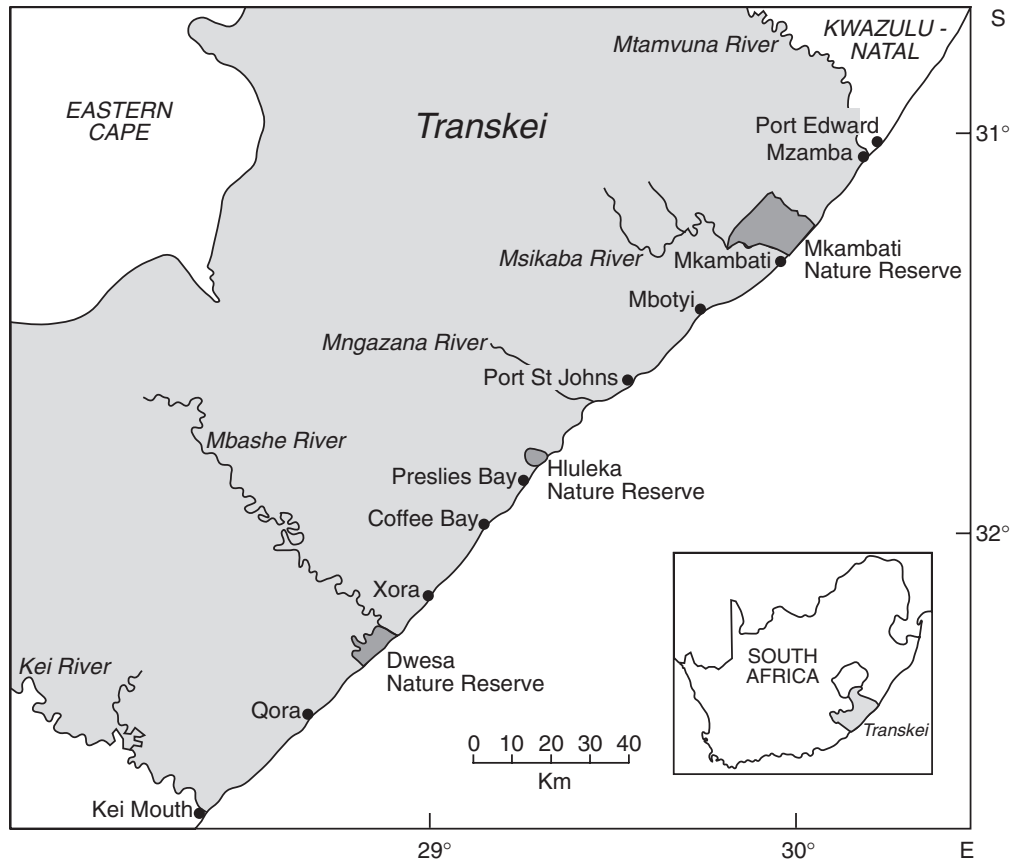 S
Mtamvuna River
KWAZULU -
NATAL
EASTERN
CAPE
Transkei
Port Edward
31°
Mzamba
Msikaba River
Mkambati
Mkambati
Nature Reserve
Mbotyi
Mngazana River
Port St Johns
Mbashe River
Preslies Bay
Hluleka
Nature Reserve
Coffee Bay
32°
Xora
Dwesa
Nature Reserve
Kei River
SOUTH
AFRICA
Transkei
Qora
0 10 20 30 40
Km
Kei Mouth
29°
30°
E